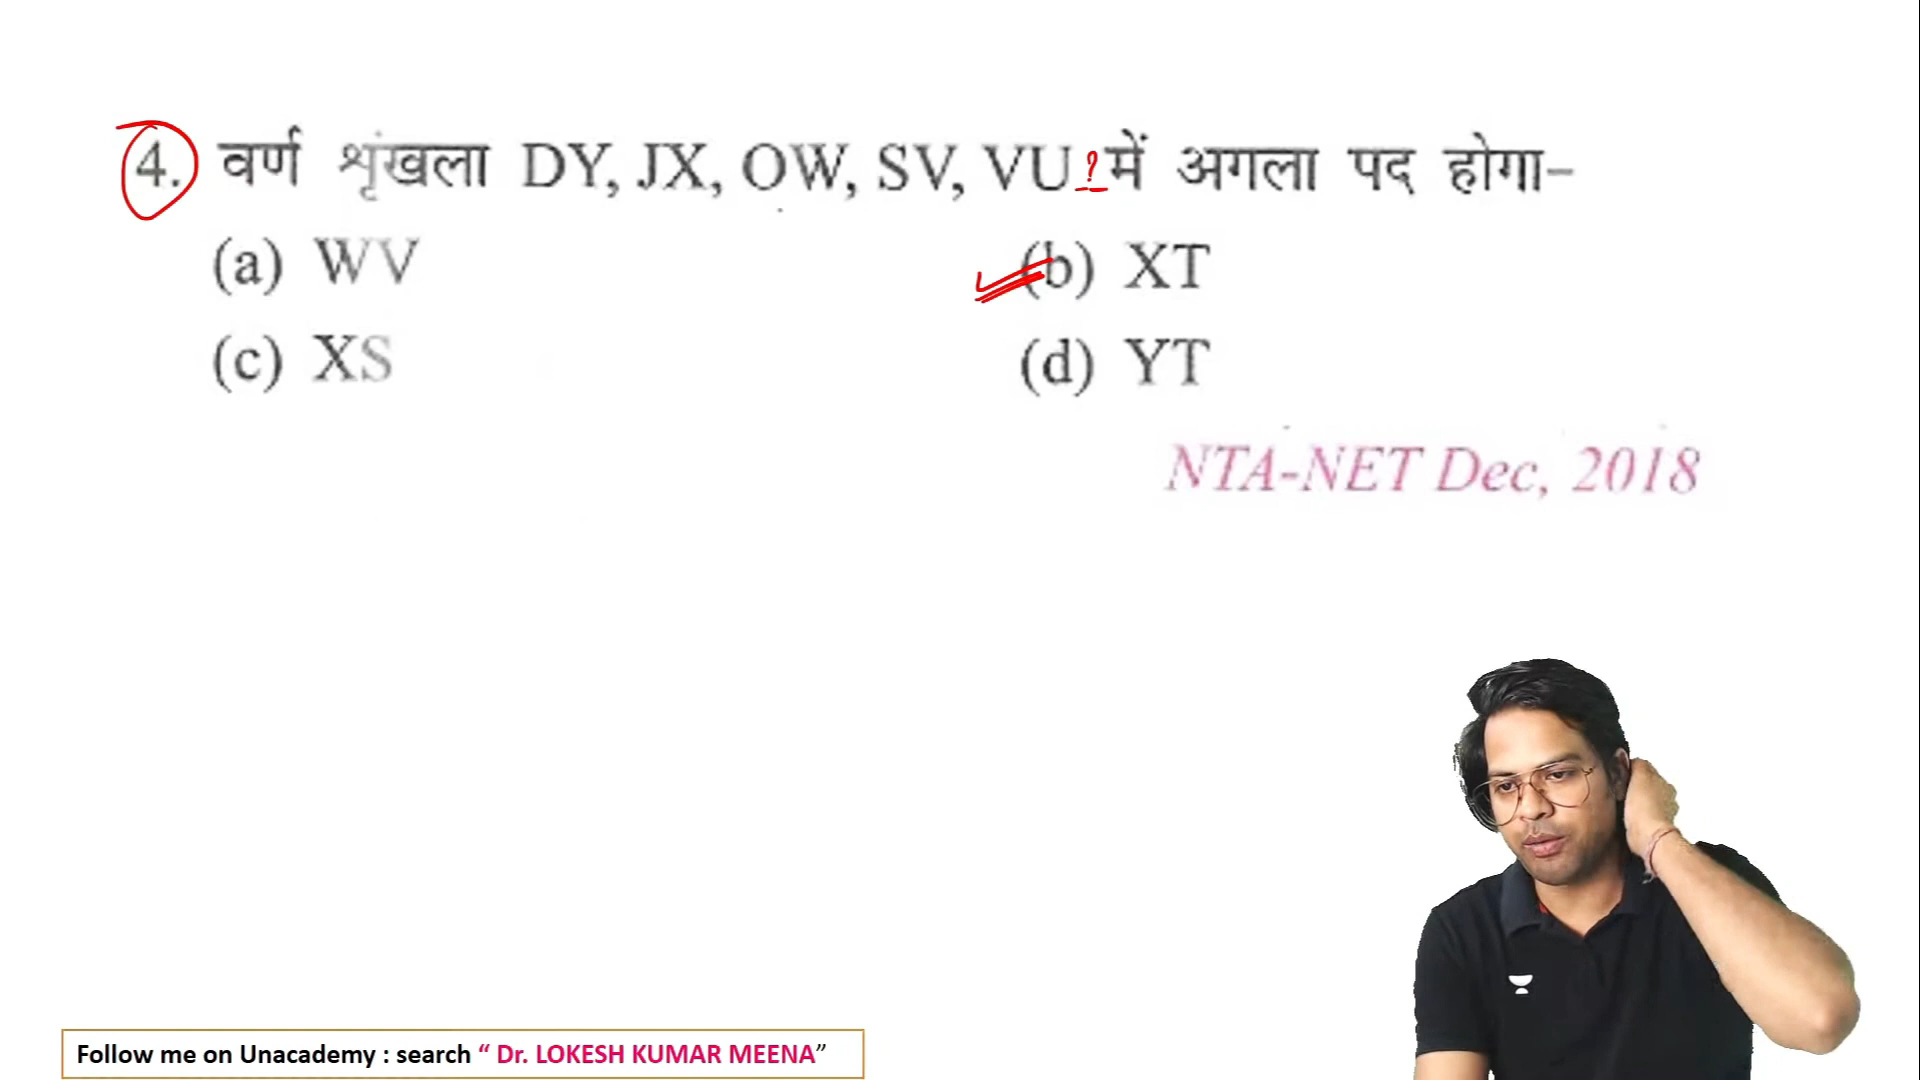 4. वर्ण शृंखला DY, JX, OW, SV, VU ? में अगला पद होगा–
(a) WV
(b) XT
(c) XS
(d) YT
NTA-NET Dec, 2018
Follow me on Unacademy : search “ Dr. LOKESH KUMAR MEENA”